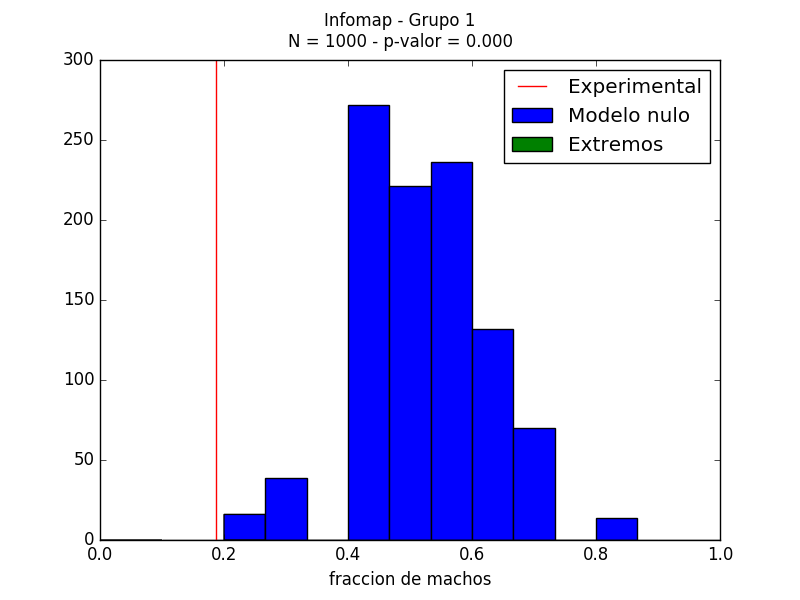 Infomap - Grupo 1
N = 1000 - p-valor = 0.000
Experimental
Modelo nulo
Extremos
300
250
200
150
100
50
0
0.0 0.2 0.4 0.6 0.8 1.0
fraccion de machos